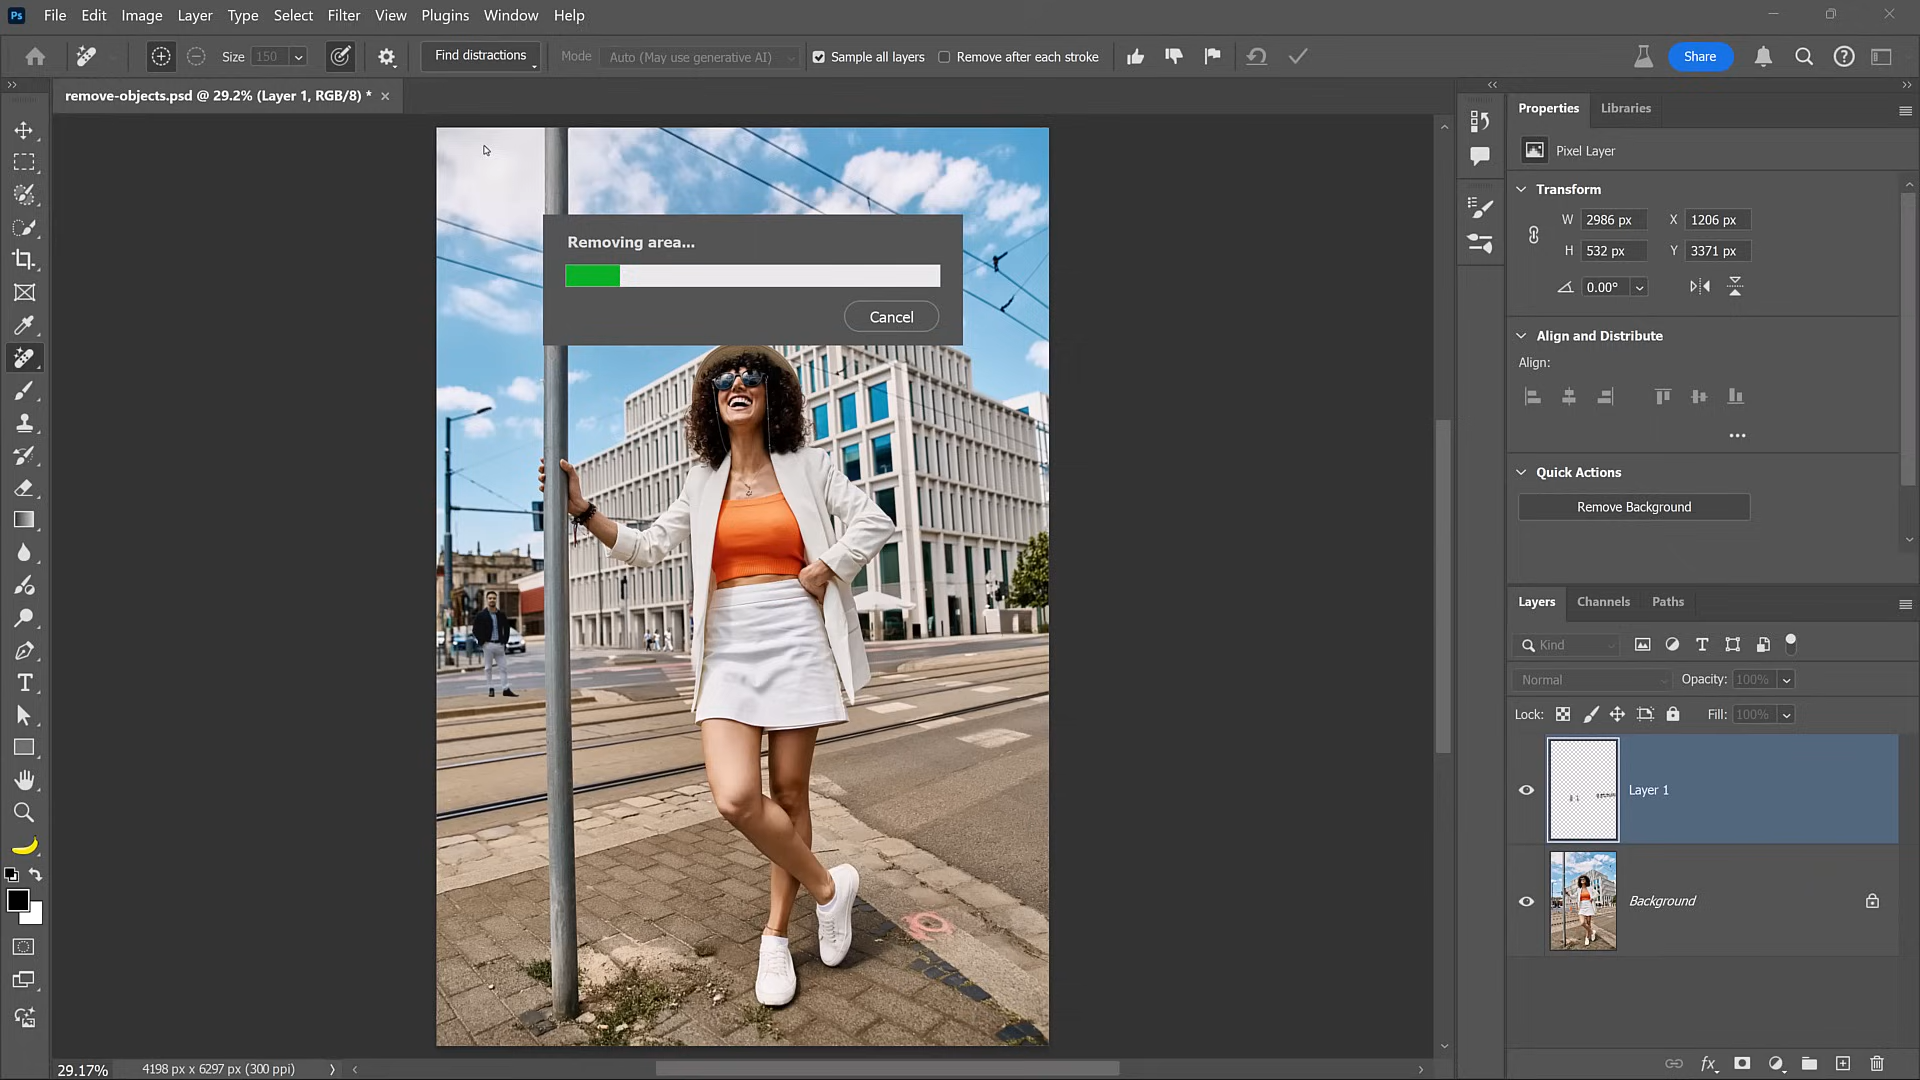 Ps File Edit Image Layer Type Select Filter View Plugins Window Help
Size 150 Find distractions Mode Auto (May use generative AI) Sample all layers Remove after each stroke Share
remove-objects.psd @ 29.2% (Layer 1, RGB/8) *
Properties Libraries
Pixel Layer
Transform
W 2986 px X 1206 px
H 532 px Y 3371 px
0.00°
Removing area...
Cancel
Align and Distribute
Align:
Quick Actions
Remove Background
Layers Channels Paths
Kind
Normal Opacity: 100%
Lock: Fill: 100%
Layer 1
Background
29.17% 4198 px x 6297 px (300 ppi)